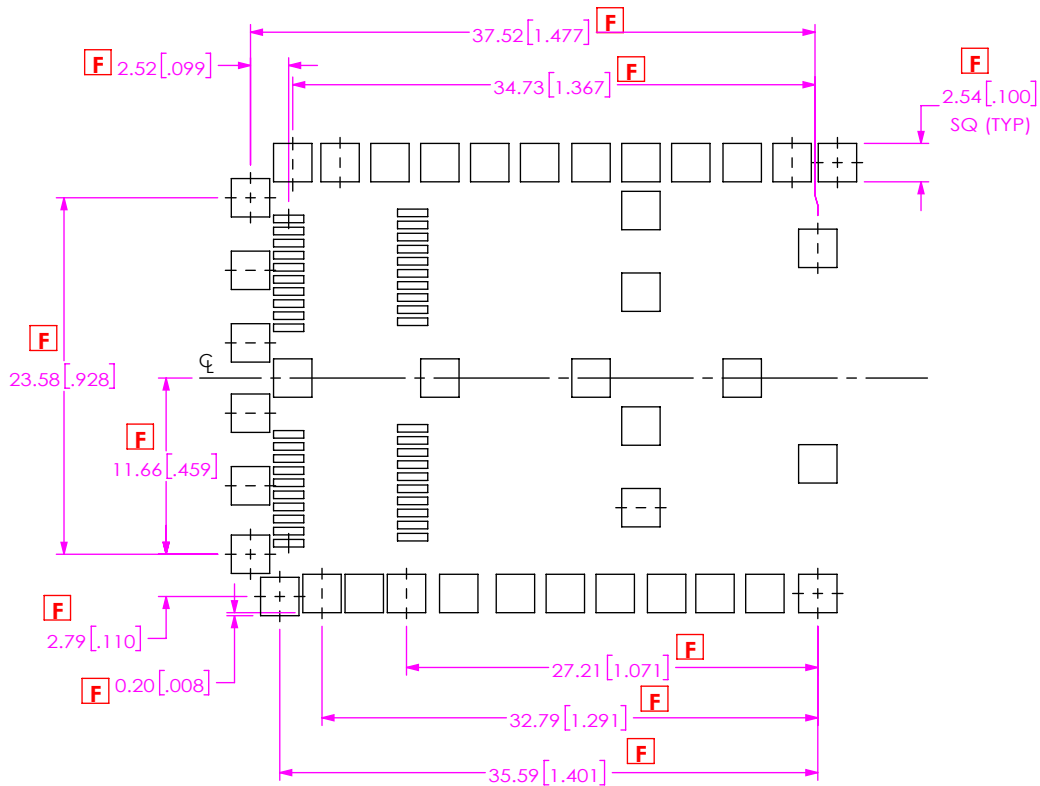 F
37.52[1.477]
F
2.52[.099]
F
34.73[1.367]
F
2.54[.100]
SQ (TYP)
F
23.58[.928]
CL
F
11.66[.459]
F
2.79[.110]
F
0.20[.008]
F
27.21[1.071]
F
32.79[1.291]
F
35.59[1.401]